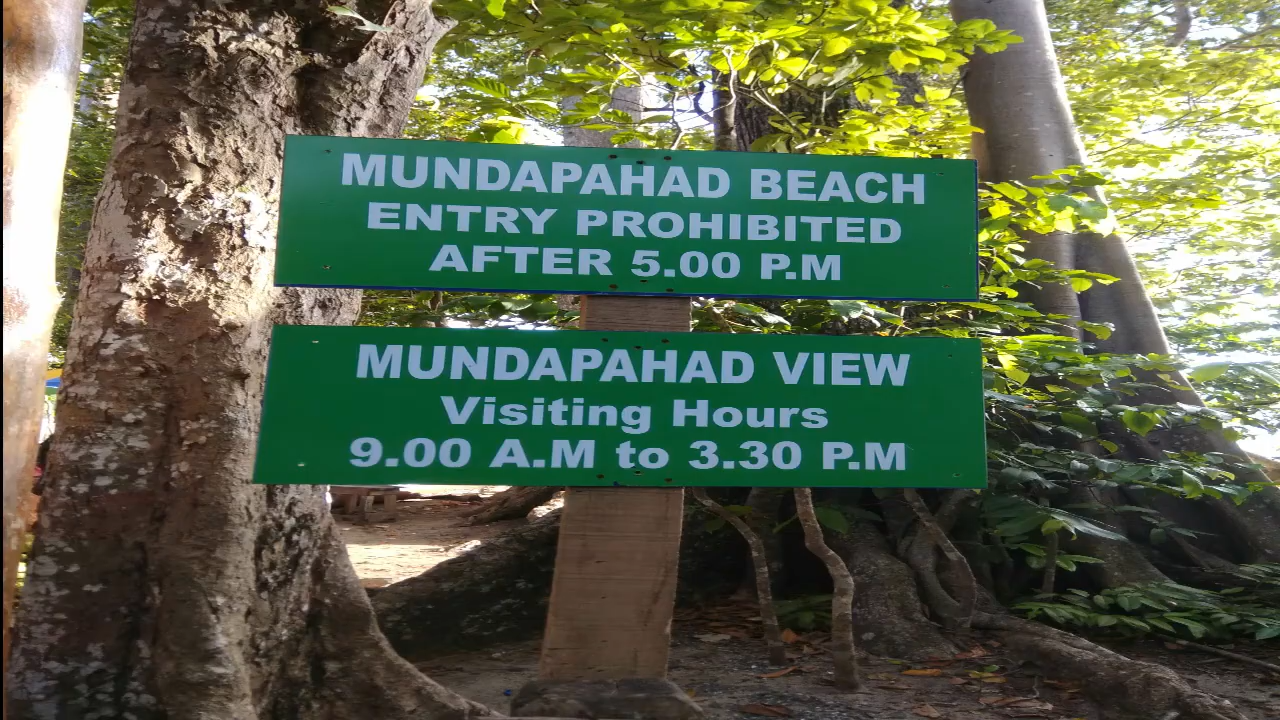 MUNDAPAHAD BEACH
ENTRY PROHIBITED
AFTER 5.00 P.M
MUNDAPAHAD VIEW
Visiting Hours
9.00 A.M to 3.30 P.M